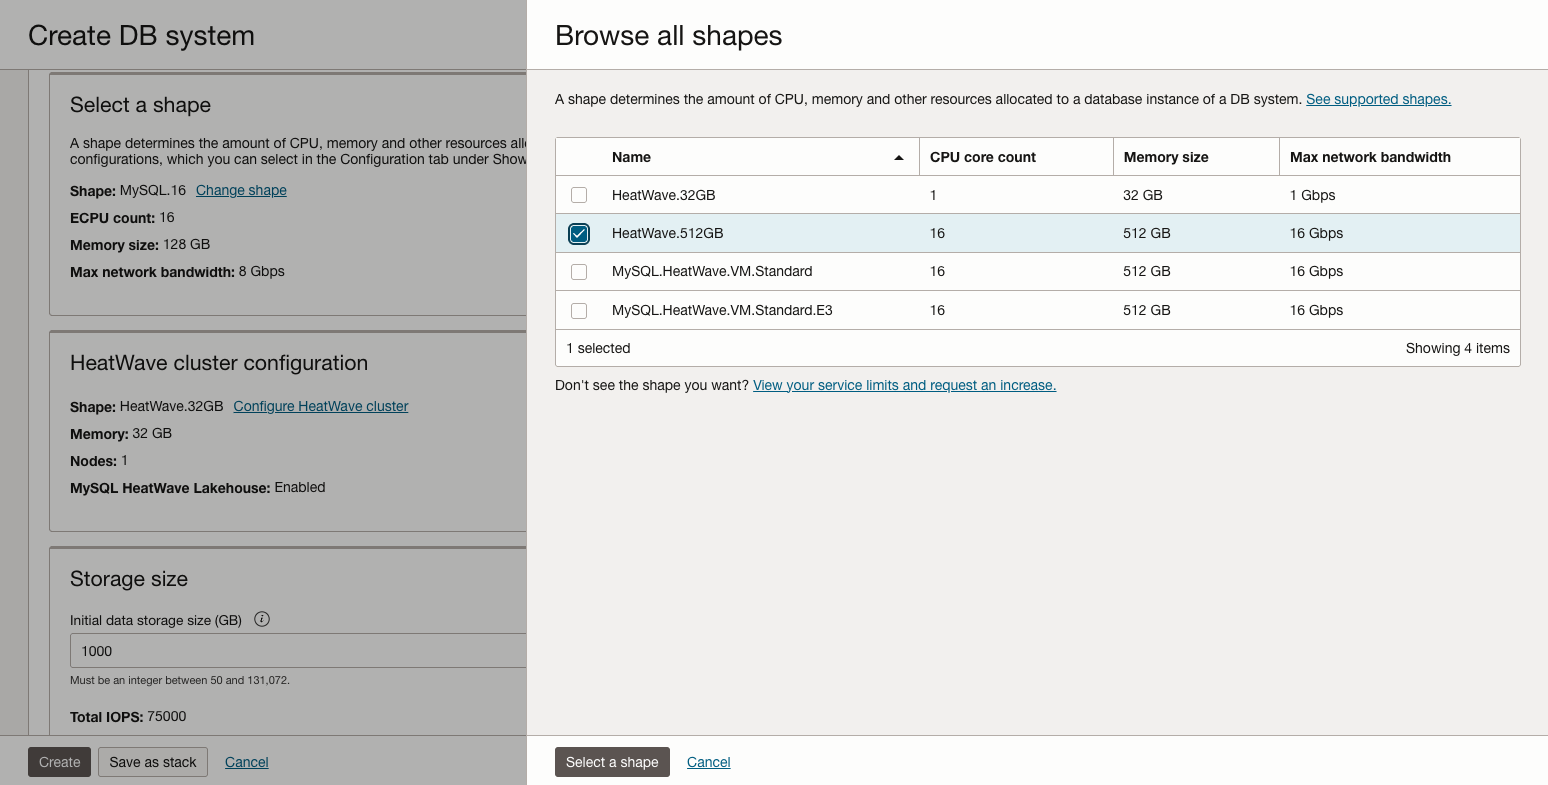 Create DB system
Select a shape
A shape determines the amount of CPU, memory and other resources
configurations, which you can select in the Configuration tab under
Shape: MySQL.16 Change shape
ECPU count: 16
Memory size: 128 GB
Max network bandwidth: 8 Gbps
HeatWave cluster configuration
Shape: HeatWave.32GB Configure HeatWave cluster
Memory: 32 GB
Nodes: 1
MySQL HeatWave Lakehouse: Enabled
Storage size
Initial data storage size (GB)
1000
Must be an integer between 50 and 131,072.
Total IOPS: 75000
Create Save as stack Cancel
Browse all shapes
A shape determines the amount of CPU, memory and other resources allocated to a database instance of a DB system. See supported shapes.
Name CPU core count Memory size Max network bandwidth
HeatWave.32GB 1 32 GB 1 Gbps
HeatWave.512GB 16 512 GB 16 Gbps
MySQL.HeatWave.VM.Standard 16 512 GB 16 Gbps
MySQL.HeatWave.VM.Standard.E3 16 512 GB 16 Gbps
1 selected Showing 4 items
Don't see the shape you want? View your service limits and request an increase.
Select a shape Cancel